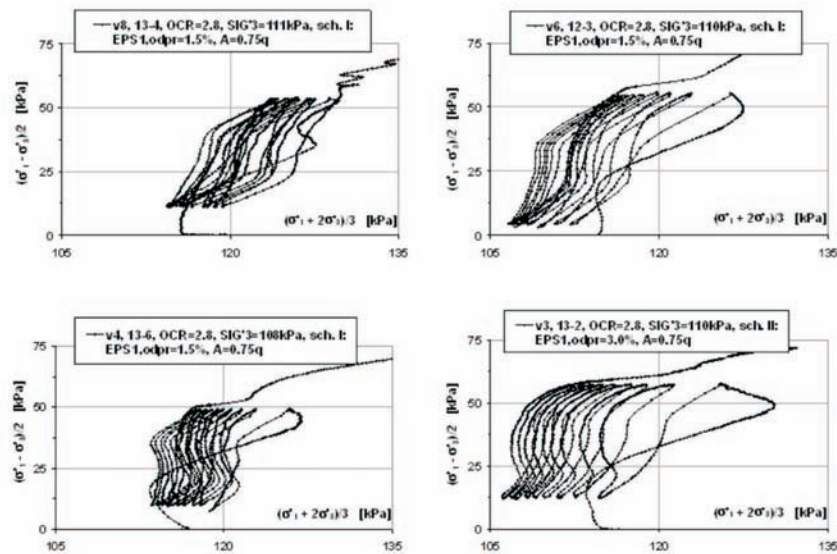 v8, 13-4, OCR=2.8, SIG'3=111kPa, sch. I:
EPS1,odpr=1.5%, A=0.75q
75
50
25
0
(σ'₁ - σ'₃)/2 [kPa]
(σ'₁ + 2σ'₃)/3 [kPa]
105
120
135
v6, 12-3, OCR=2.8, SIG'3=110kPa, sch. I:
EPS1,odpr=1.5%, A=0.75q
75
50
25
0
(σ'₁ - σ'₃)/2 [kPa]
(σ'₁ + 2σ'₃)/3 [kPa]
105
120
135
v4, 13-6, OCR=2.8, SIG'3=108kPa, sch. I:
EPS1,odpr=1.5%, A=0.75q
75
50
25
0
(σ'₁ - σ'₃)/2 [kPa]
(σ'₁ + 2σ'₃)/3 [kPa]
105
120
135
v3, 13-2, OCR=2.8, SIG'3=110kPa, sch. II:
EPS1,odpr=3.0%, A=0.75q
75
50
25
0
(σ'₁ - σ'₃)/2 [kPa]
(σ'₁ + 2σ'₃)/3 [kPa]
105
120
135